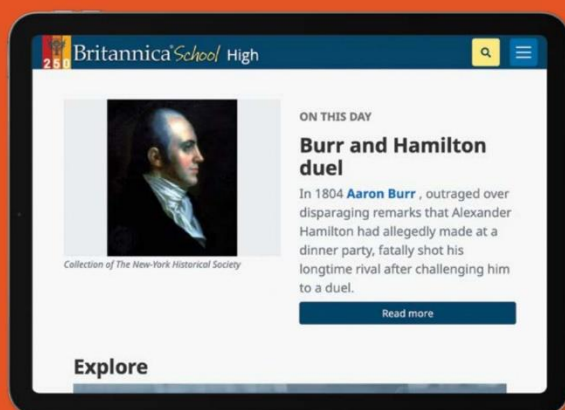 250
Britannica School High
ON THIS DAY
Burr and Hamilton
duel
In 1804 Aaron Burr , outraged over
disparaging remarks that Alexander
Hamilton had allegedly made at a
dinner party, fatally shot his
longtime rival after challenging him
to a duel.
Collection of The New-York Historical Society
Read more
Explore